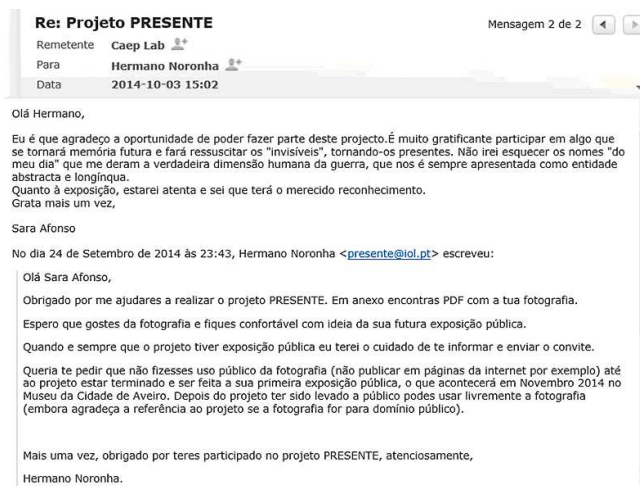 Re: Projeto PRESENTE
Mensagem 2 de 2
Remetente Caep Lab
Para Hermano Noronha
Data 2014-10-03 15:02
Olá Hermano,
Eu é que agradeço a oportunidade de poder fazer parte deste projecto.É muito gratificante participar em algo que
se tornará memória futura e fará ressuscitar os "invisíveis", tornando-os presentes. Não irei esquecer os nomes "do
meu dia" que me deram a verdadeira dimensão humana da guerra, que nos é sempre apresentada como entidade
abstracta e longínqua.
Quanto à exposição, estarei atenta e sei que terá o merecido reconhecimento.
Grata mais um vez,
Sara Afonso
No dia 24 de Setembro de 2014 às 23:43, Hermano Noronha <presente@iol.pt> escreveu:
Olá Sara Afonso,
Obrigado por me ajudares a realizar o projeto PRESENTE. Em anexo encontras PDF com a tua fotografia.
Espero que gostes da fotografia e fiques confortável com ideia da sua futura exposição pública.
Quando e sempre que o projeto tiver exposição pública eu terei o cuidado de te informar e enviar o convite.
Queria te pedir que não fizesses uso público da fotografia (não publicar em páginas da internet por exemplo) até
ao projeto estar terminado e ser feita a sua primeira exposição pública, o que acontecerá em Novembro 2014 no
Museu da Cidade de Aveiro. Depois do projeto ter sido levado a público podes usar livremente a fotografia
(embora agradeça a referência ao projeto se a fotografia for para domínio público).
Mais uma vez, obrigado por teres participado no projeto PRESENTE, atenciosamente,
Hermano Noronha.